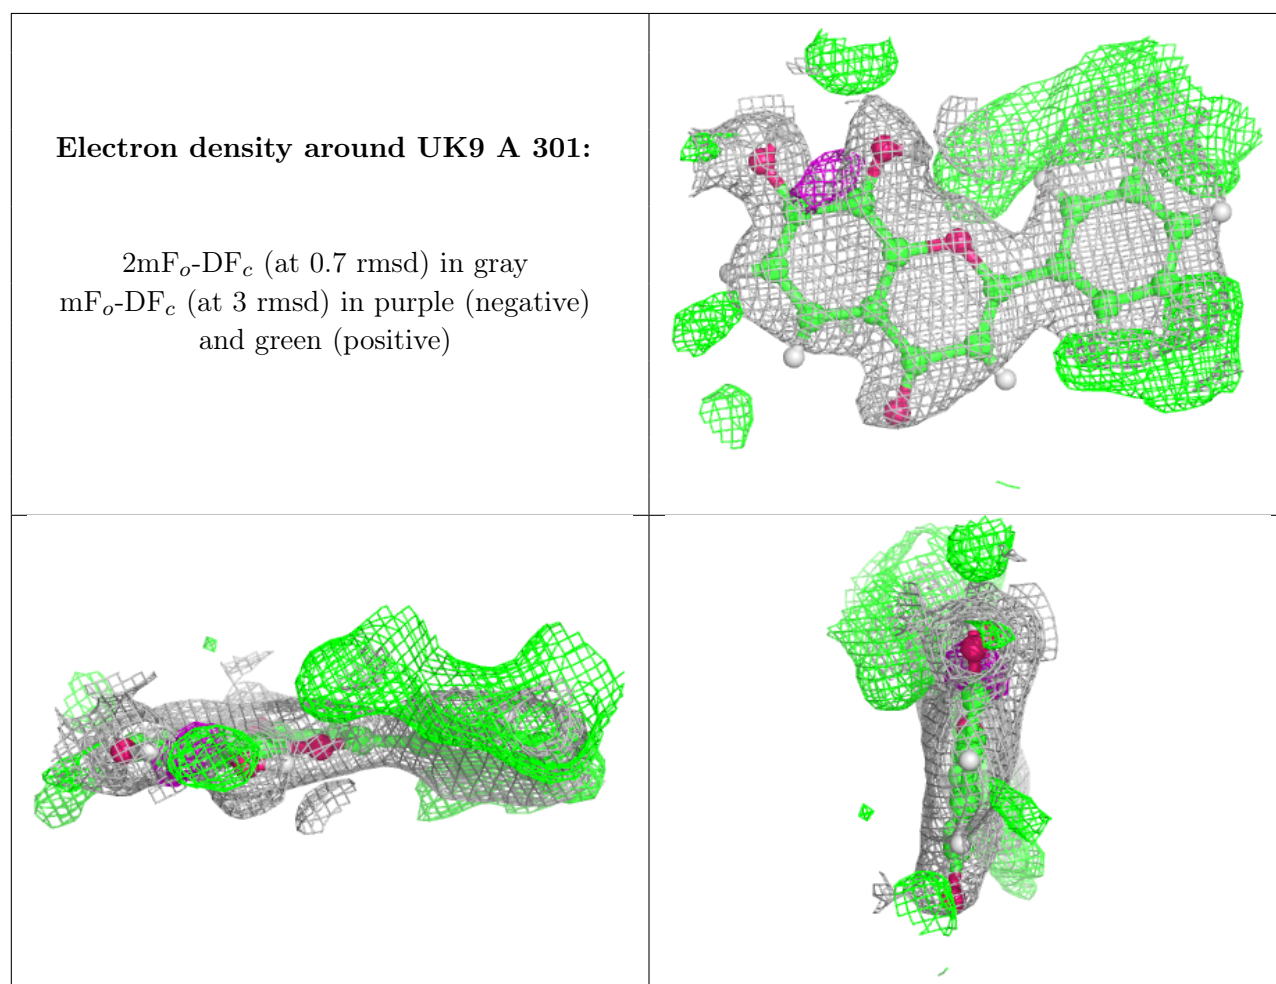 Electron density around UK9 A 301:
2mFo-DFc (at 0.7 rmsd) in gray
mFo-DFc (at 3 rmsd) in purple (negative)
and green (positive)